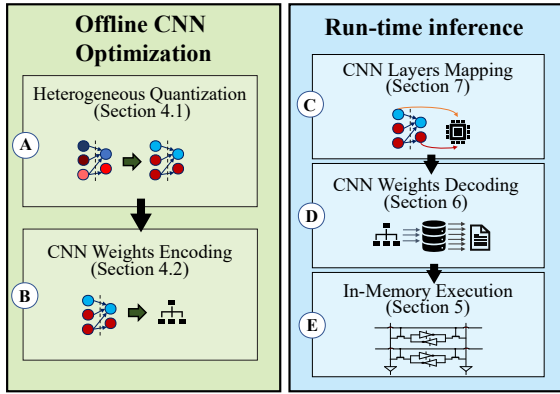 Offline CNN
Optimization
Heterogeneous Quantization
(Section 4.1)
A
CNN Weights Encoding
(Section 4.2)
B
Run-time inference
CNN Layers Mapping
(Section 7)
C
CNN Weights Decoding
(Section 6)
D
In-Memory Execution
(Section 5)
E